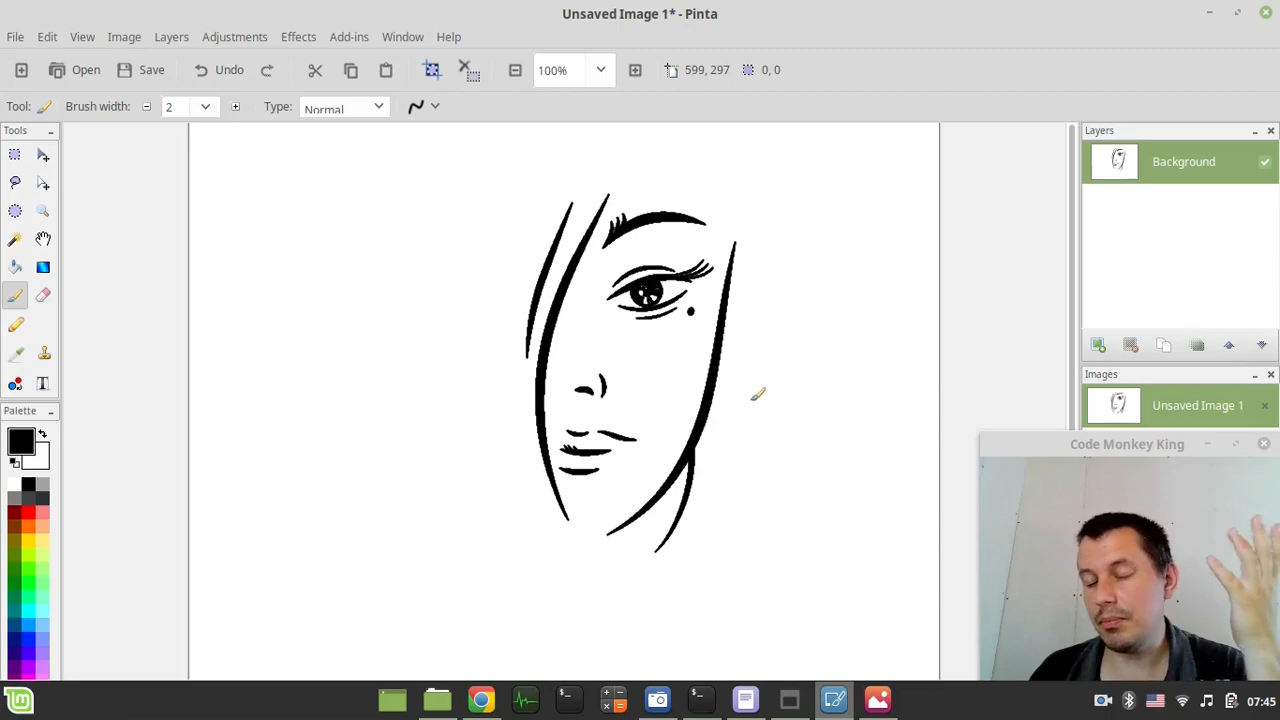 Unsaved Image 1* - Pinta
File Edit View Image Layers Adjustments Effects Add-ins Window Help
Open Save Undo 100% 599, 297 0, 0
Tool: Brush width: 2 Type: Normal
Tools
Layers
Background
Images
Unsaved Image 1
Palette
Code Monkey King
07:45